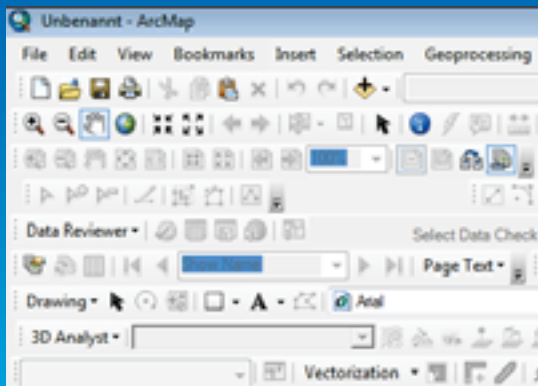 Unbenannt - ArcMap
File Edit View Bookmarks Insert Selection Geoprocessing
100%
Data Reviewer Select Data Check
Show Name Page Text
Drawing A Arial
3D Analyst
Vectorization